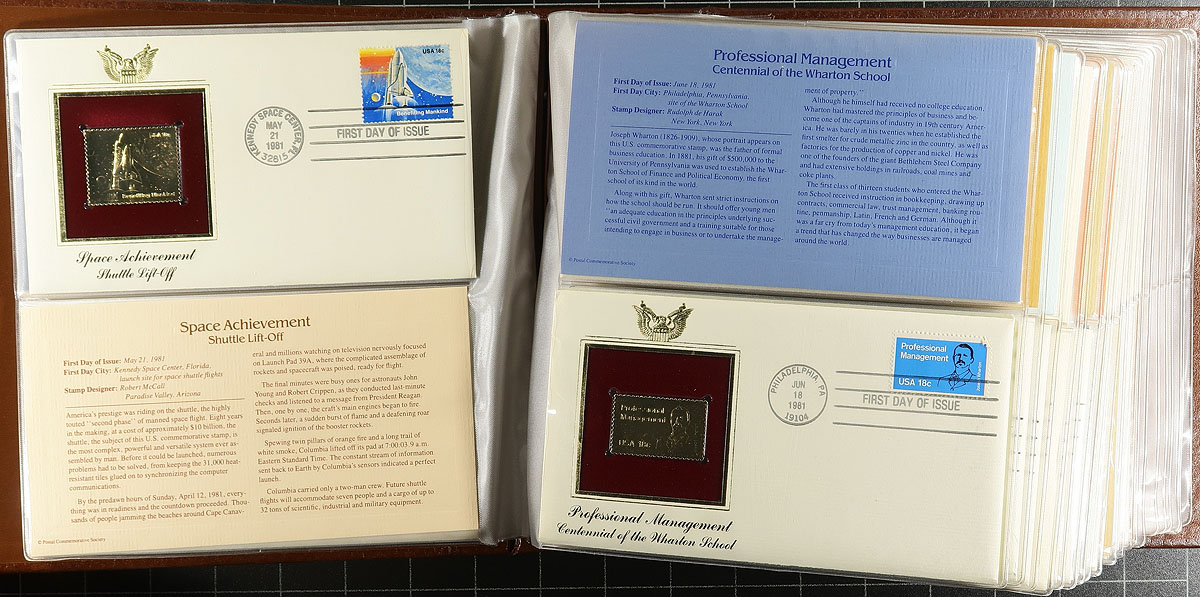 USA 18c
Benefiting Mankind
KENNEDY SPACE CENTER, FL
MAY
21
1981
32815
FIRST DAY OF ISSUE
Benefiting Mankind
Space Achievement
Shuttle Lift-Off
Space Achievement
Shuttle Lift-Off
First Day of Issue: May 21, 1981
First Day City: Kennedy Space Center, Florida,
launch site for space shuttle flights
Stamp Designer: Robert McCall
Paradise Valley, Arizona
America's prestige was riding on the shuttle, the highly
touted "second phase" of manned space flight. Eight years
in the making, at a cost of approximately $10 billion, the
shuttle, the subject of this U.S. commemorative stamp, is
the most complex, powerful and versatile system ever as-
sembled by man. Before it could be launched, numerous
problems had to be solved, from keeping the 31,000 heat-
resistant tiles glued on to synchronizing the computer
communications.
By the predawn hours of Sunday, April 12, 1981, every-
thing was in readiness and the countdown proceeded. Thou-
sands of people jamming the beaches around Cape Canav-
eral and millions watching on television nervously focused
on Launch Pad 39A, where the complicated assemblage of
rockets and spacecraft was poised, ready for flight.
The final minutes were busy ones for astronauts John
Young and Robert Crippen, as they conducted last-minute
checks and listened to a message from President Reagan.
Then, one by one, the craft's main engines began to fire.
Seconds later, a sudden burst of flame and a deafening roar
signaled ignition of the booster rockets.
Spewing twin pillars of orange fire and a long trail of
white smoke, Columbia lifted off its pad at 7:00:03.9 a.m.
Eastern Standard Time. The constant stream of information
sent back to Earth by Columbia's sensors indicated a perfect
launch.
Columbia carried only a two-man crew. Future shuttle
flights will accommodate seven people and a cargo of up to
32 tons of scientific, industrial and military equipment.
© Postal Commemorative Society
Professional Management
Centennial of the Wharton School
First Day of Issue: June 18, 1981
First Day City: Philadelphia, Pennsylvania,
site of the Wharton School
Stamp Designer: Rudolph de Harak
New York, New York
Joseph Wharton (1826-1909), whose portrait appears on
this U.S. commemorative stamp, was the father of formal
business education. In 1881, his gift of $500,000 to the
University of Pennsylvania was used to establish the Whar-
ton School of Finance and Political Economy, the first
school of its kind in the world.
Along with his gift, Wharton sent strict instructions on
how the school should be run. It should offer young men
"an adequate education in the principles underlying suc-
cessful civil government and a training suitable for those
intending to engage in business or to undertake the manage-
ment of property."
Although he himself had received no college education,
Wharton had mastered the principles of business and be-
come one of the captains of industry in 19th century Amer-
ica. He was barely in his twenties when he established the
first smelter for crude metallic zinc in the country, as well as
factories for the production of copper and nickel. He was
one of the founders of the giant Bethlehem Steel Company
and had extensive holdings in railroads, coal mines and
coke plants.
The first class of thirteen students who entered the Whar-
ton School received instruction in bookkeeping, drawing up
contracts, commercial law, trust management, banking rou-
tine, penmanship, Latin, French and German. Although it
was a far cry from today's management education, it began
a trend that has changed the way businesses are managed
around the world.
© Postal Commemorative Society
Professional
Management
USA 18c
PHILADELPHIA, PA
JUN
18
1981
19104
FIRST DAY OF ISSUE
Professional
Management
USA 18c
Professional Management
Centennial of the Wharton School